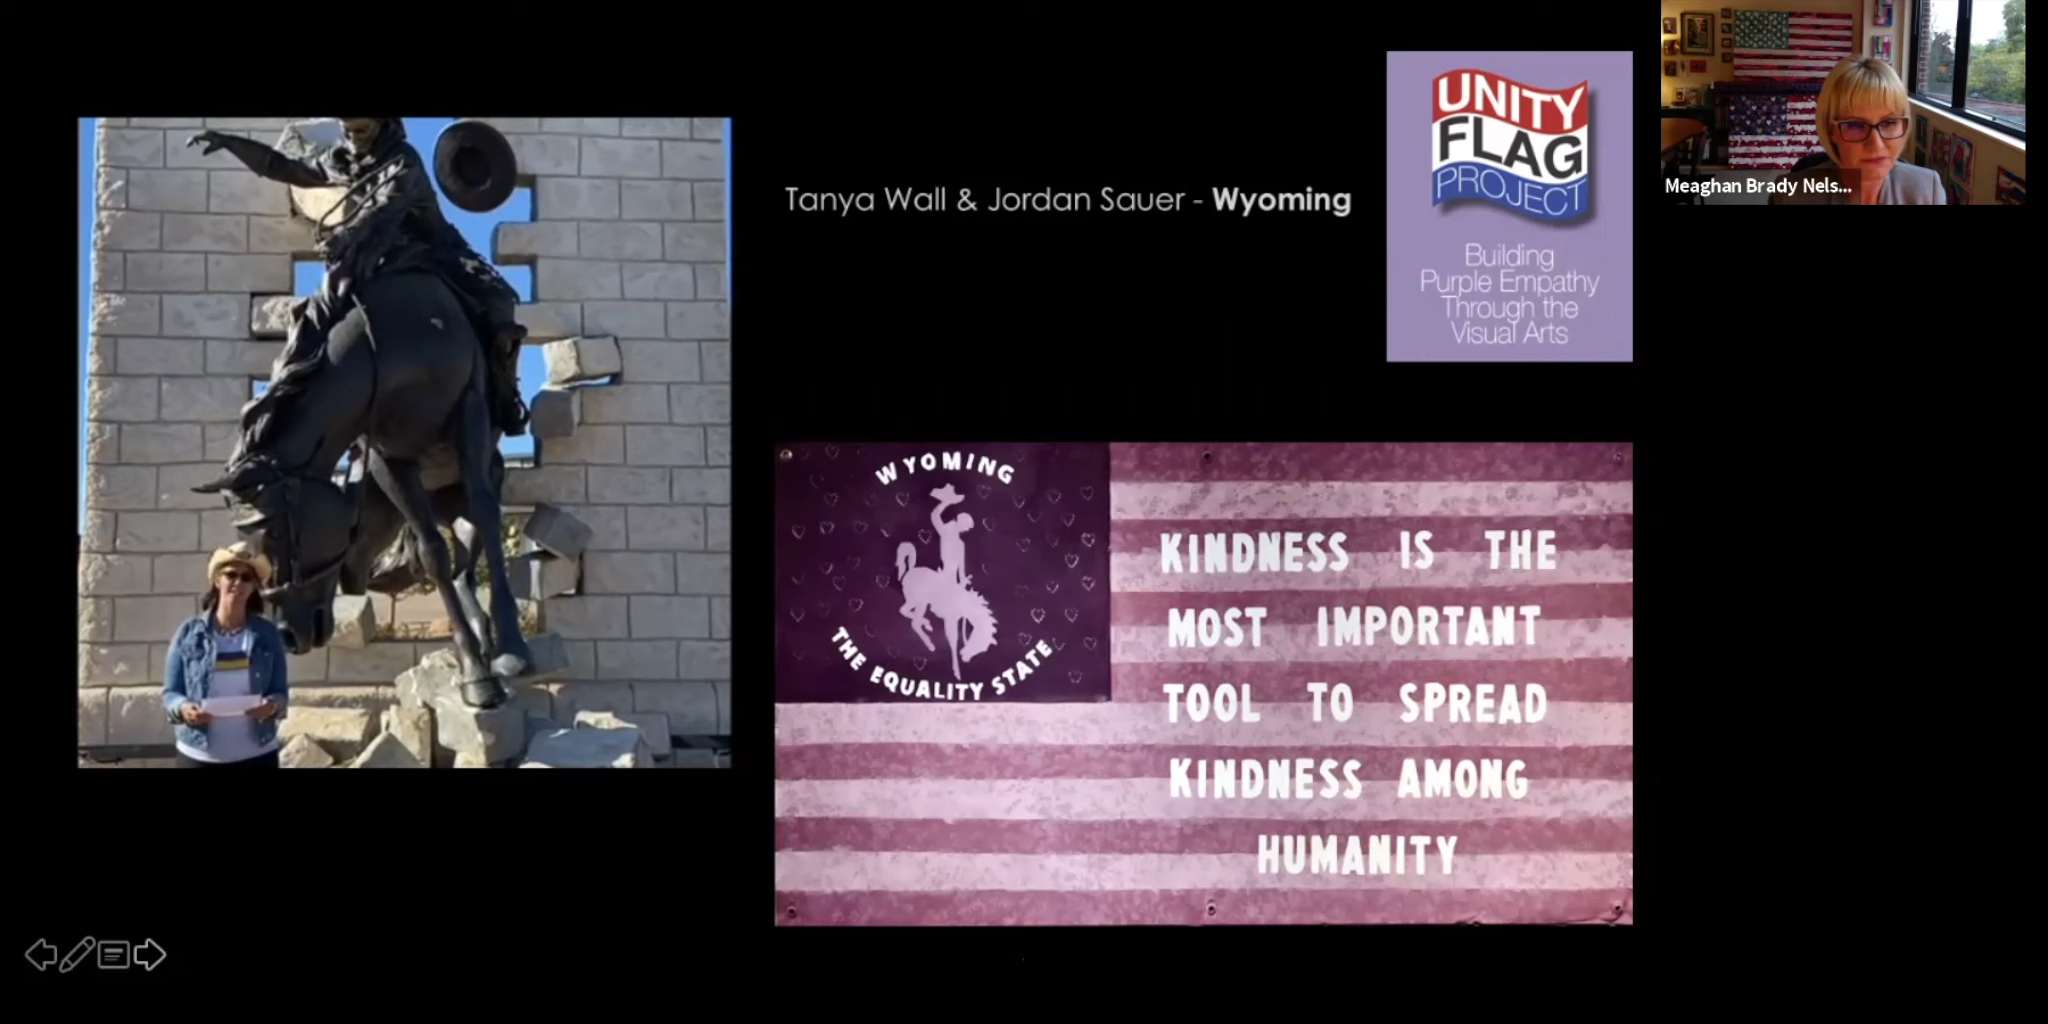 Tanya Wall & Jordan Sauer - Wyoming
UNITY
FLAG
PROJECT
Building
Purple Empathy
Through the
Visual Arts
Meaghan Brady Nels...
WYOMING
THE EQUALITY STATE
KINDNESS IS THE
MOST IMPORTANT
TOOL TO SPREAD
KINDNESS AMONG
HUMANITY